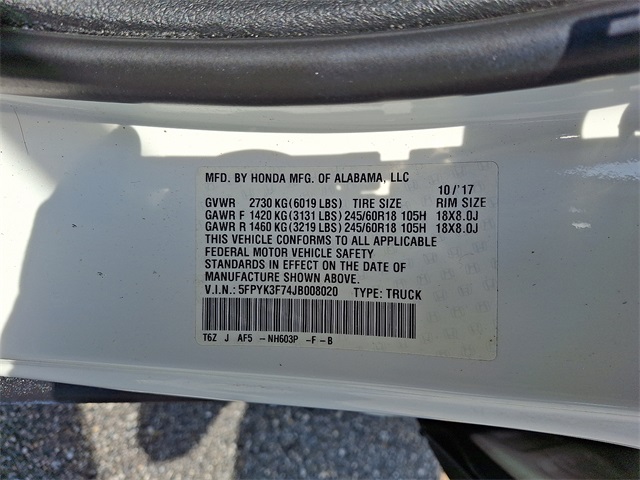 MFD. BY HONDA MFG. OF ALABAMA, LLC
10/'17
GVWR 2730 KG(6019 LBS) TIRE SIZE RIM SIZE
GAWR F 1420 KG(3131 LBS) 245/60R18 105H 18X8.0J
GAWR R 1460 KG(3219 LBS) 245/60R18 105H 18X8.0J
THIS VEHICLE CONFORMS TO ALL APPLICABLE
FEDERAL MOTOR VEHICLE SAFETY
STANDARDS IN EFFECT ON THE DATE OF
MANUFACTURE SHOWN ABOVE.
V.I.N.: 5FPYK3F74JB008020 TYPE: TRUCK
T6Z J AF5 -NH603P -F-B